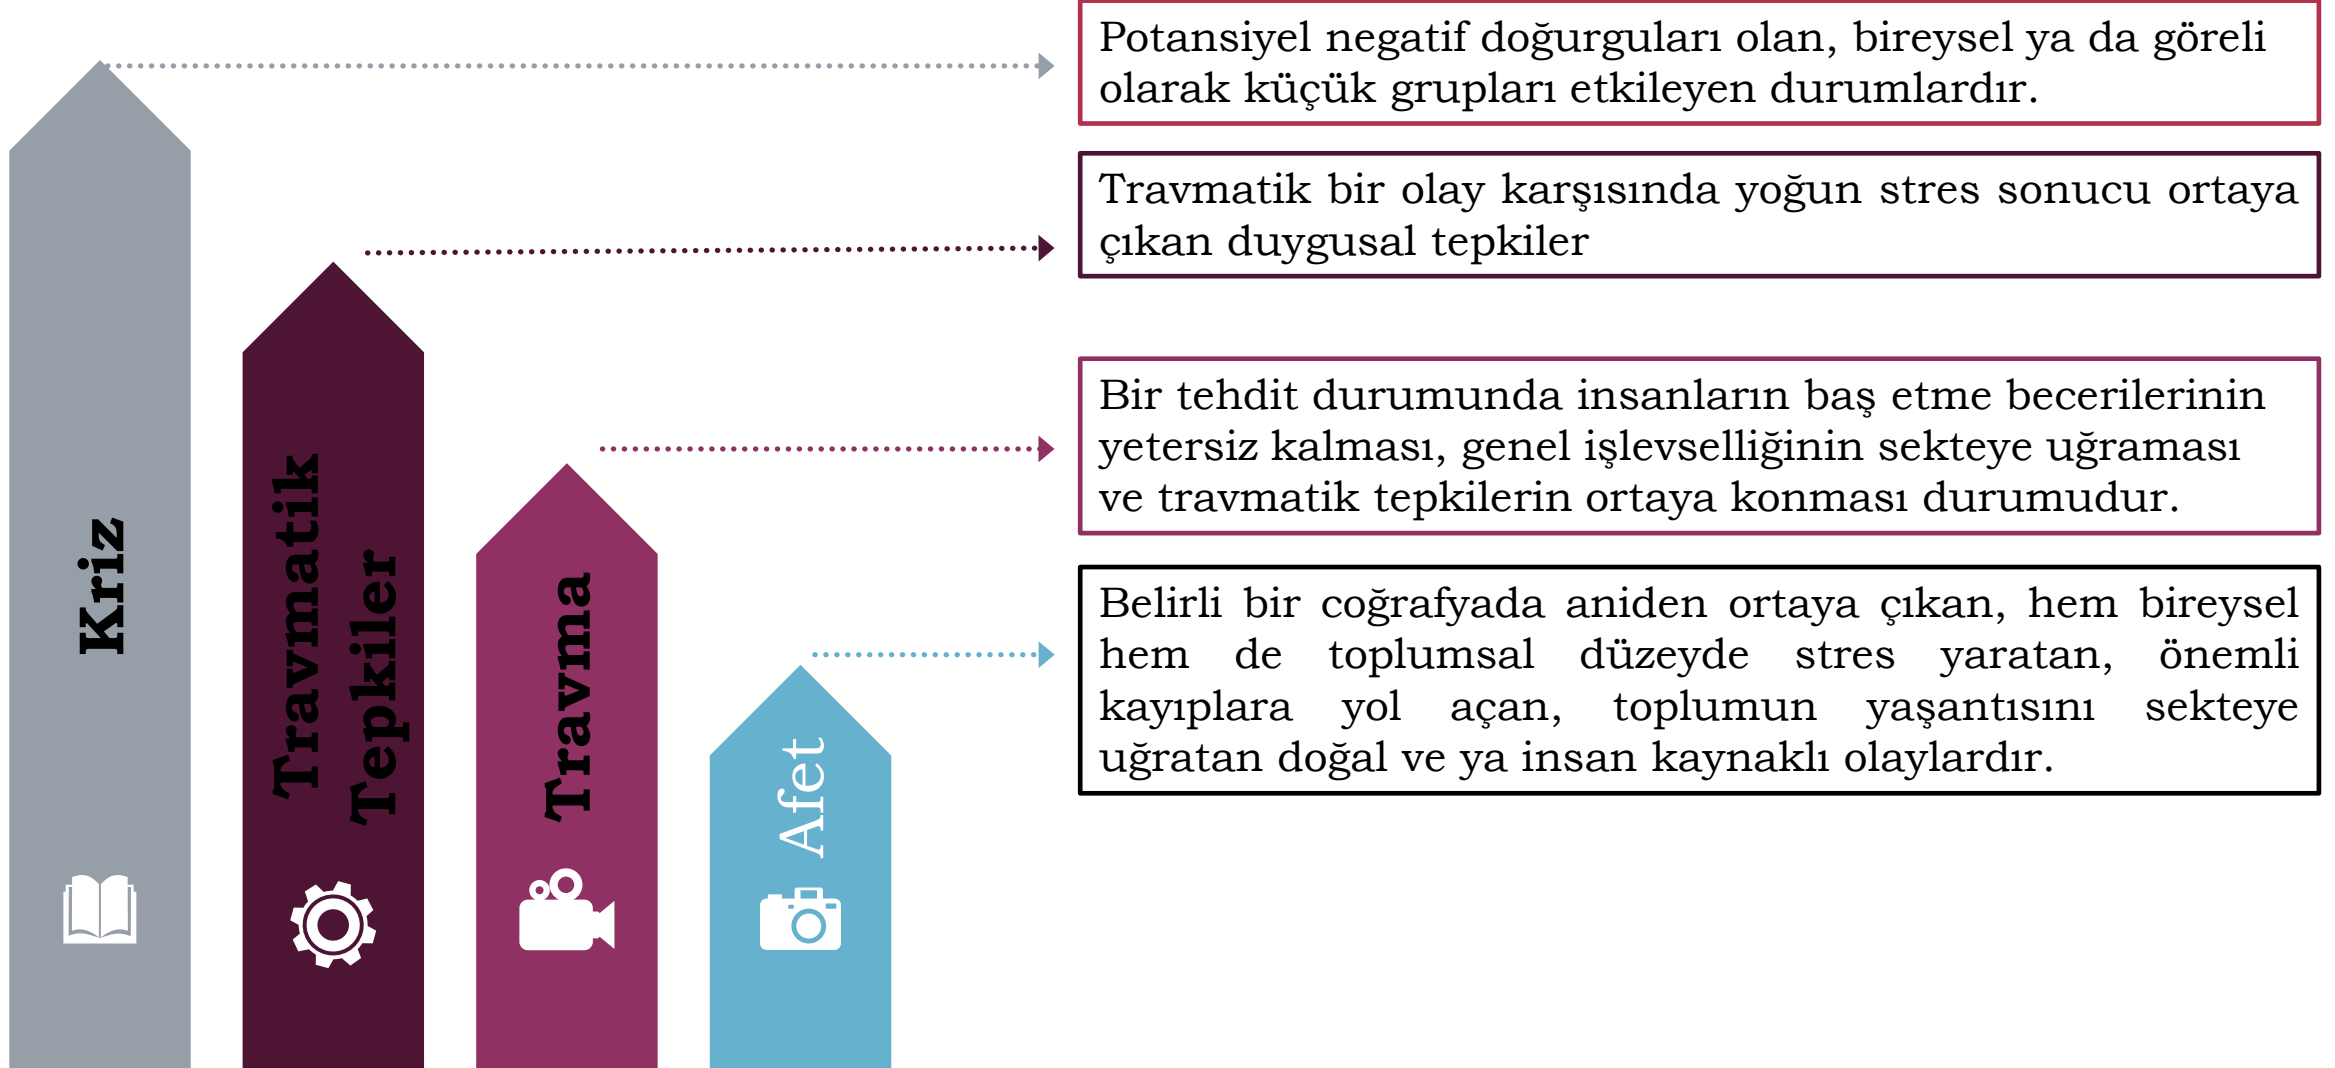 Kriz
Potansiyel negatif doğurguları olan, bireysel ya da göreli
olarak küçük grupları etkileyen durumlardır.
Travmatik
Tepkiler
Travmatik bir olay karşısında yoğun stres sonucu ortaya
çıkan duygusal tepkiler
Travma
Bir tehdit durumunda insanların baş etme becerilerinin
yetersiz kalması, genel işlevselliğinin sekteye uğraması
ve travmatik tepkilerin ortaya konması durumudur.
Afet
Belirli bir coğrafyada aniden ortaya çıkan, hem bireysel
hem de toplumsal düzeyde stres yaratan, önemli
kayıplara yol açan, toplumun yaşantısını sekteye
uğratan doğal ve ya insan kaynaklı olaylardır.